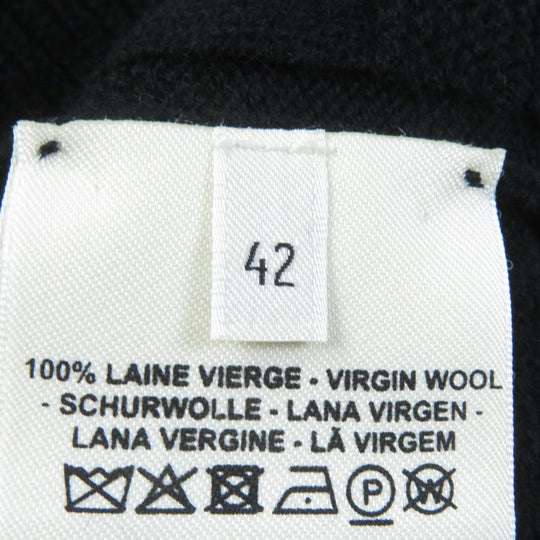 42
100% LAINE VIERGE - VIRGIN WOOL
- SCHURWOLLE - LANA VIRGEN -
LANA VERGINE - LÃ VIRGEM
P W